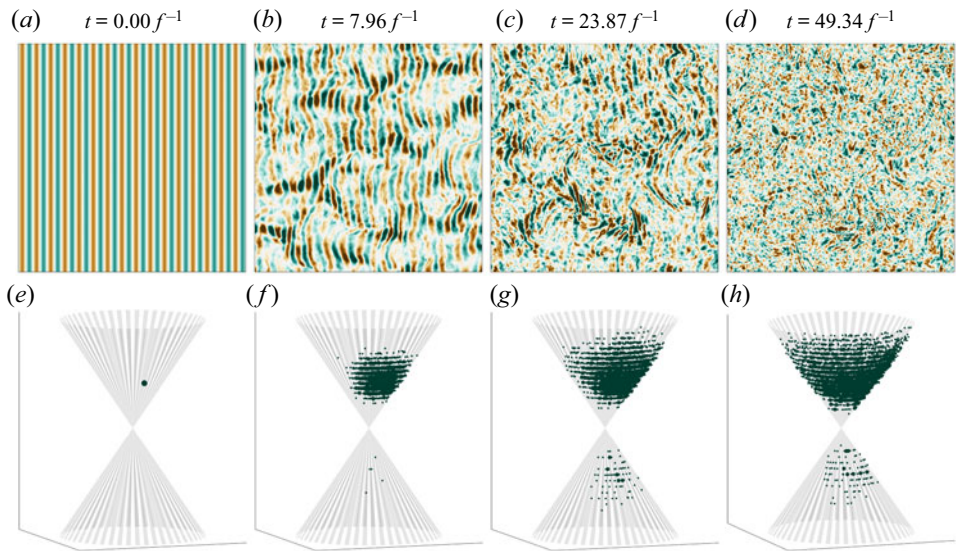 (a) t = 0.00 f⁻¹ (b) t = 7.96 f⁻¹ (c) t = 23.87 f⁻¹ (d) t = 49.34 f⁻¹
(e) (f) (g) (h)